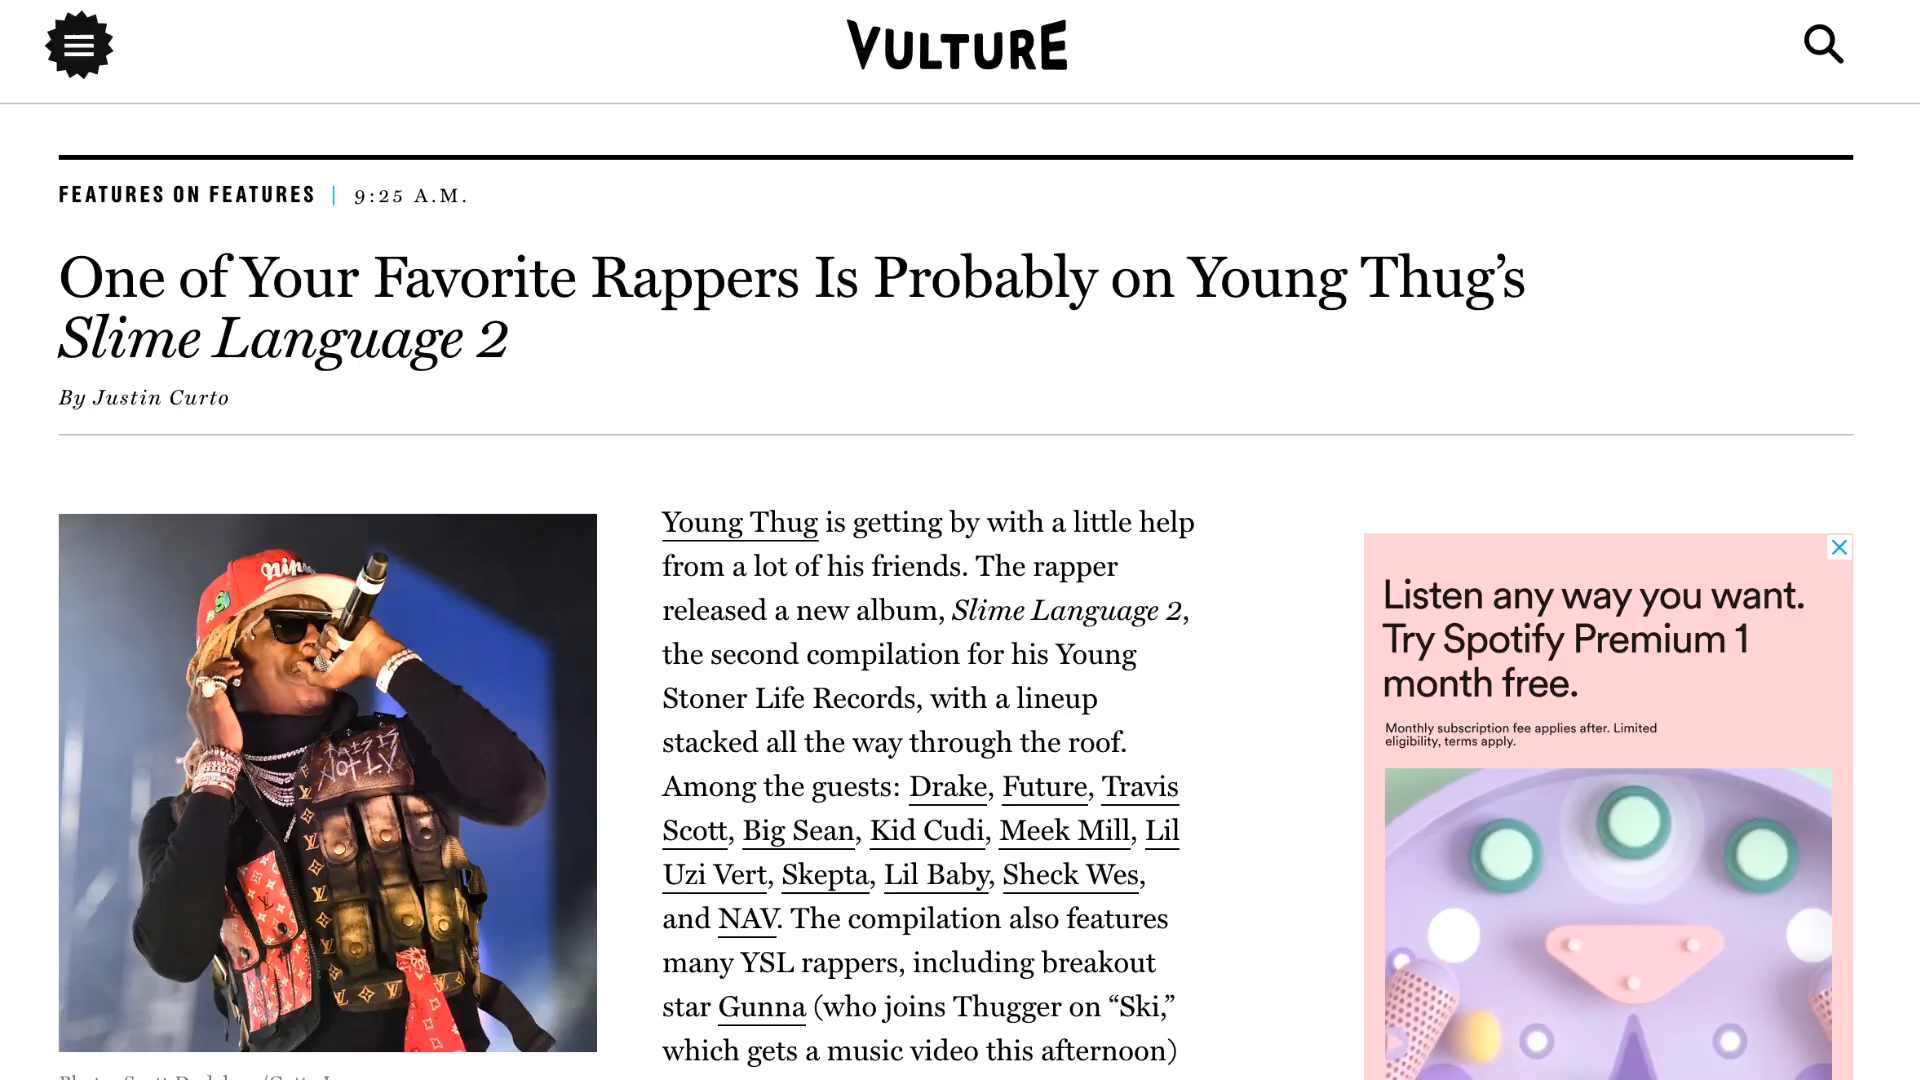 VULTURE
FEATURES ON FEATURES | 9:25 A.M.
One of Your Favorite Rappers Is Probably on Young Thug’s
Slime Language 2
By Justin Curto
Young Thug is getting by with a little help
from a lot of his friends. The rapper
released a new album, Slime Language 2,
the second compilation for his Young
Stoner Life Records, with a lineup
stacked all the way through the roof.
Among the guests: Drake, Future, Travis
Scott, Big Sean, Kid Cudi, Meek Mill, Lil
Uzi Vert, Skepta, Lil Baby, Sheck Wes,
and NAV. The compilation also features
many YSL rappers, including breakout
star Gunna (who joins Thugger on “Ski,”
which gets a music video this afternoon)
Listen any way you want.
Try Spotify Premium 1
month free.
Monthly subscription fee applies after. Limited
eligibility, terms apply.